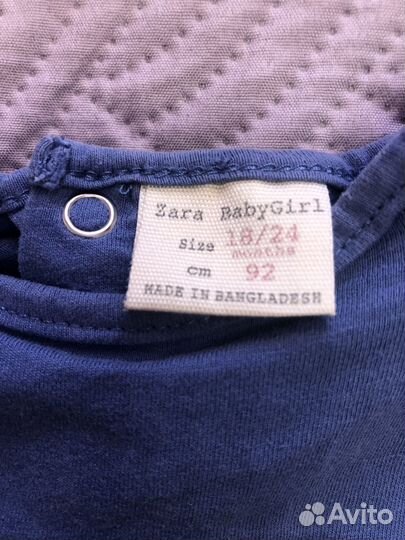 Zara BabyGirl
Size 18/24
months
cm 92
MADE IN BANGLADESH
Avito